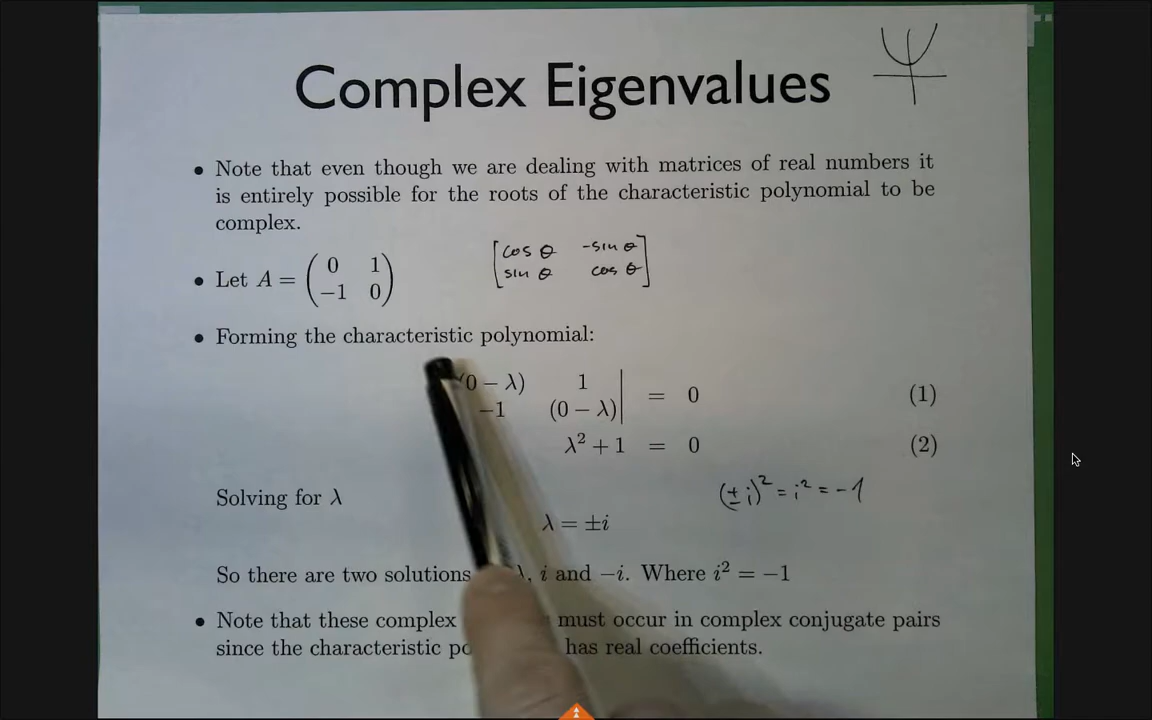 Complex Eigenvalues
• Note that even though we are dealing with matrices of real numbers it
is entirely possible for the roots of the characteristic polynomial to be
complex.
• Let A = ( 0 1
−1 0 )
[ cos θ -sin θ
sin θ cos θ ]
• Forming the characteristic polynomial:
(0 − λ) 1
−1 (0 − λ) | = 0 (1)
λ² + 1 = 0 (2)
Solving for λ
(±i)² = i² = -1
λ = ±i
So there are two solutions λ, i and −i. Where i² = −1
• Note that these complex must occur in complex conjugate pairs
since the characteristic has real coefficients.